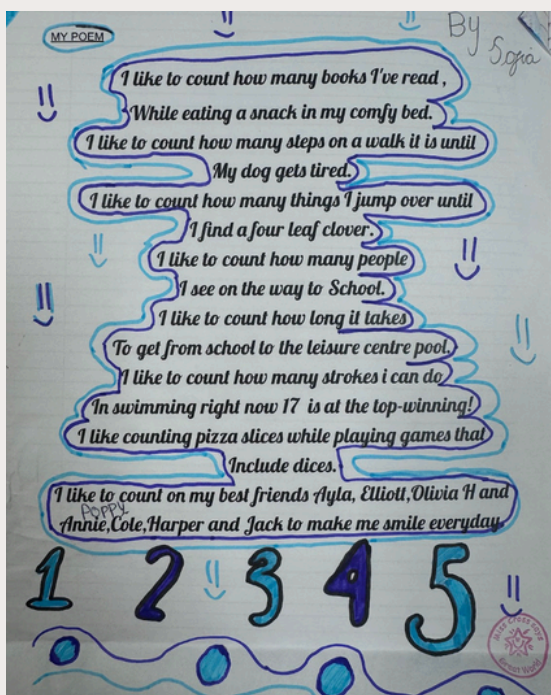 MY POEM
By
Sofia
I like to count how many books I've read ,
While eating a snack in my comfy bed.
I like to count how many steps on a walk it is until
My dog gets tired.
I like to count how many things I jump over until
I find a four leaf clover.
I like to count how many people
I see on the way to School.
I like to count how long it takes
To get from school to the leisure centre pool.
I like to count how many strokes i can do
In swimming right now 17 is at the top-winning!
I like counting pizza slices while playing games that
Include dices.
I like to count on my best friends Ayla, Elliott,Olivia H and
Poppy
Annie,Cole,Harper and Jack to make me smile everyday.
1 2 3 4 5
Miss Cross says
Great Work!